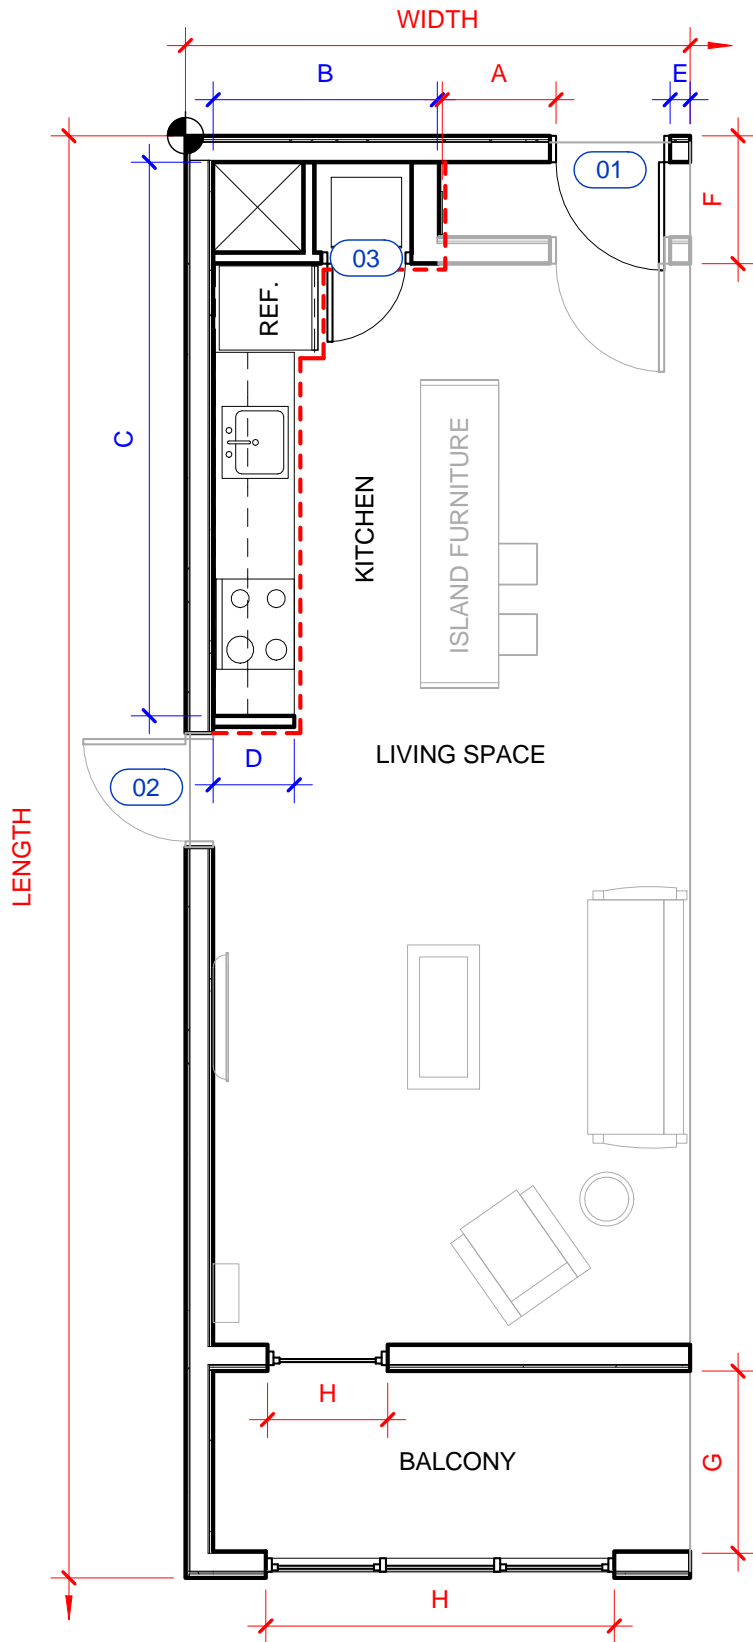 WIDTH
B
A
E
01
F
03
REF.
C
KITCHEN
ISLAND FURNITURE
LIVING SPACE
D
02
LENGTH
H
BALCONY
G
H